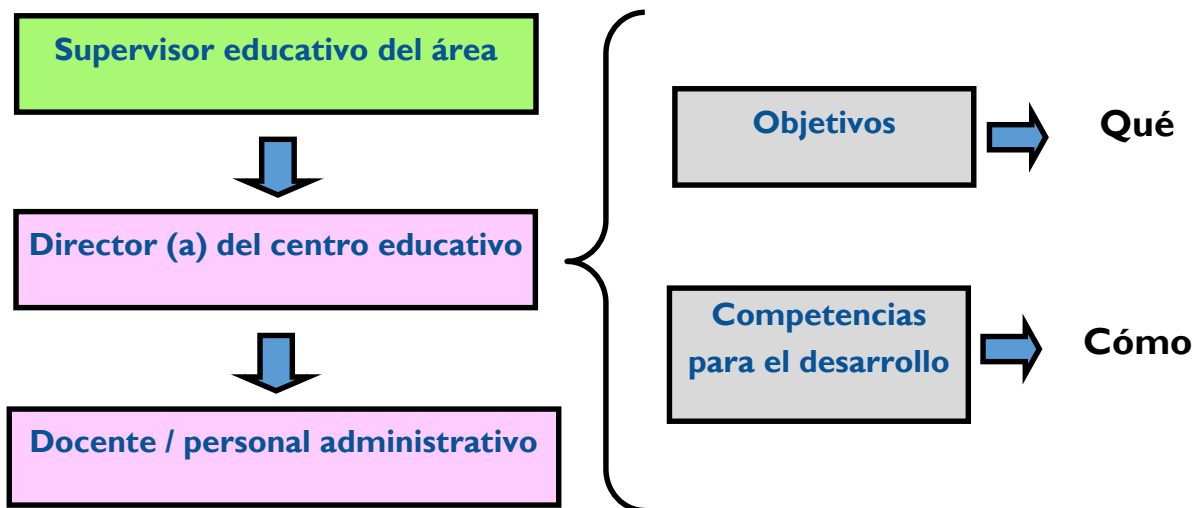 Supervisor educativo del área
Director (a) del centro educativo
Docente / personal administrativo
Objetivos
Qué
Competencias
para el desarrollo
Cómo